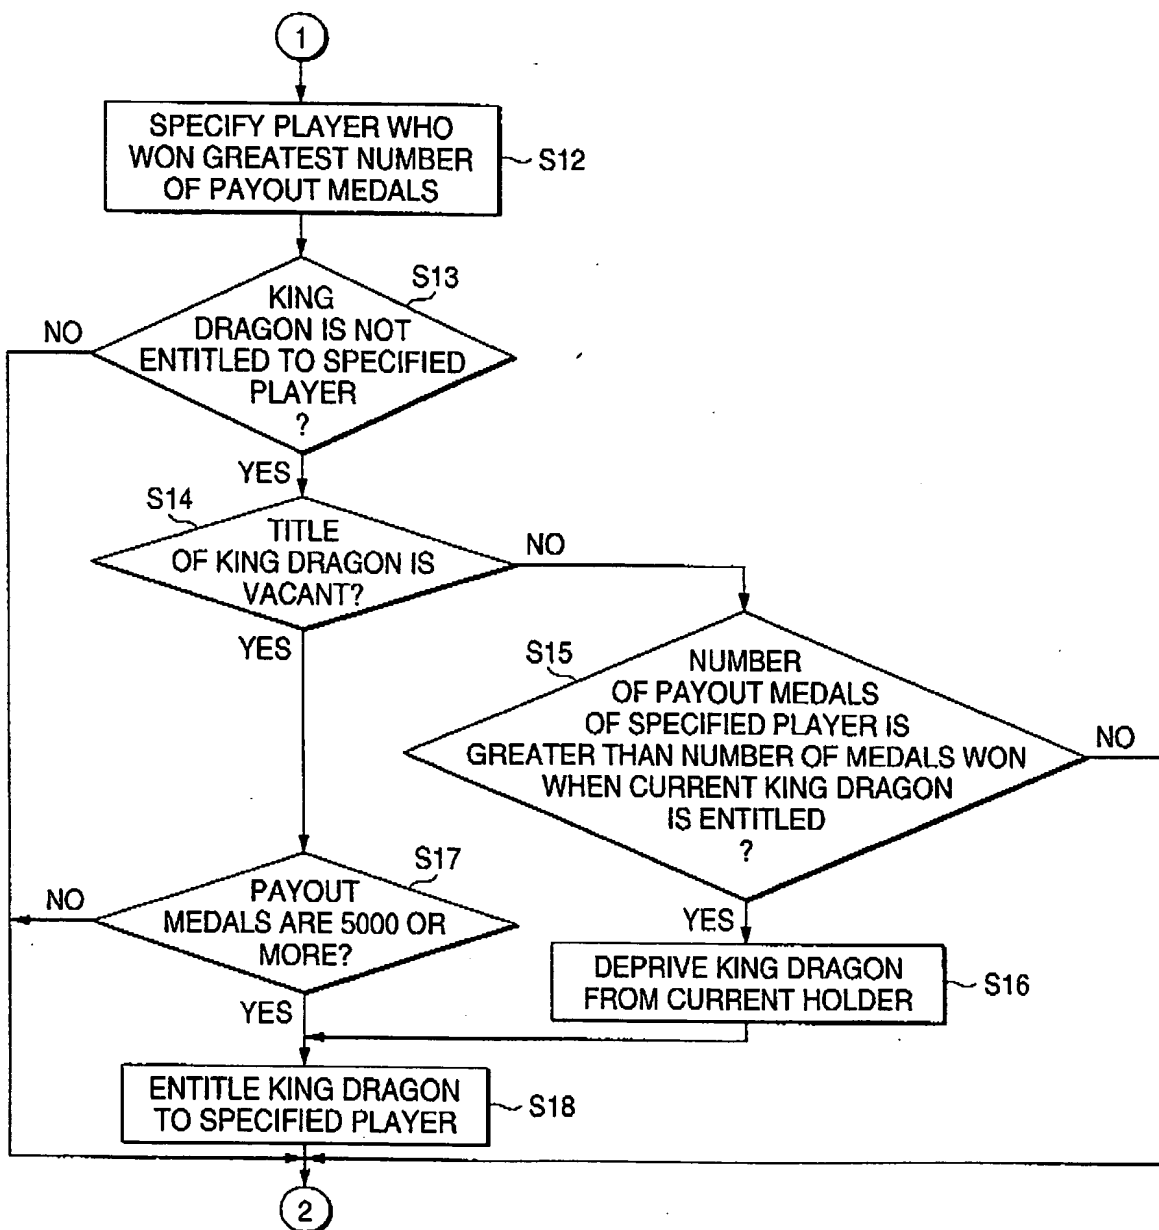 1
SPECIFY PLAYER WHO
WON GREATEST NUMBER
OF PAYOUT MEDALS
S12
S13
KING
DRAGON IS NOT
ENTITLED TO SPECIFIED
PLAYER
?
NO
YES
S14
TITLE
OF KING DRAGON IS
VACANT?
NO
YES
S15
NUMBER
OF PAYOUT MEDALS
OF SPECIFIED PLAYER IS
GREATER THAN NUMBER OF MEDALS WON
WHEN CURRENT KING DRAGON
IS ENTITLED
?
NO
YES
S17
PAYOUT
MEDALS ARE 5000 OR
MORE?
NO
YES
DEPRIVE KING DRAGON
FROM CURRENT HOLDER
S16
ENTITLE KING DRAGON
TO SPECIFIED PLAYER
S18
2